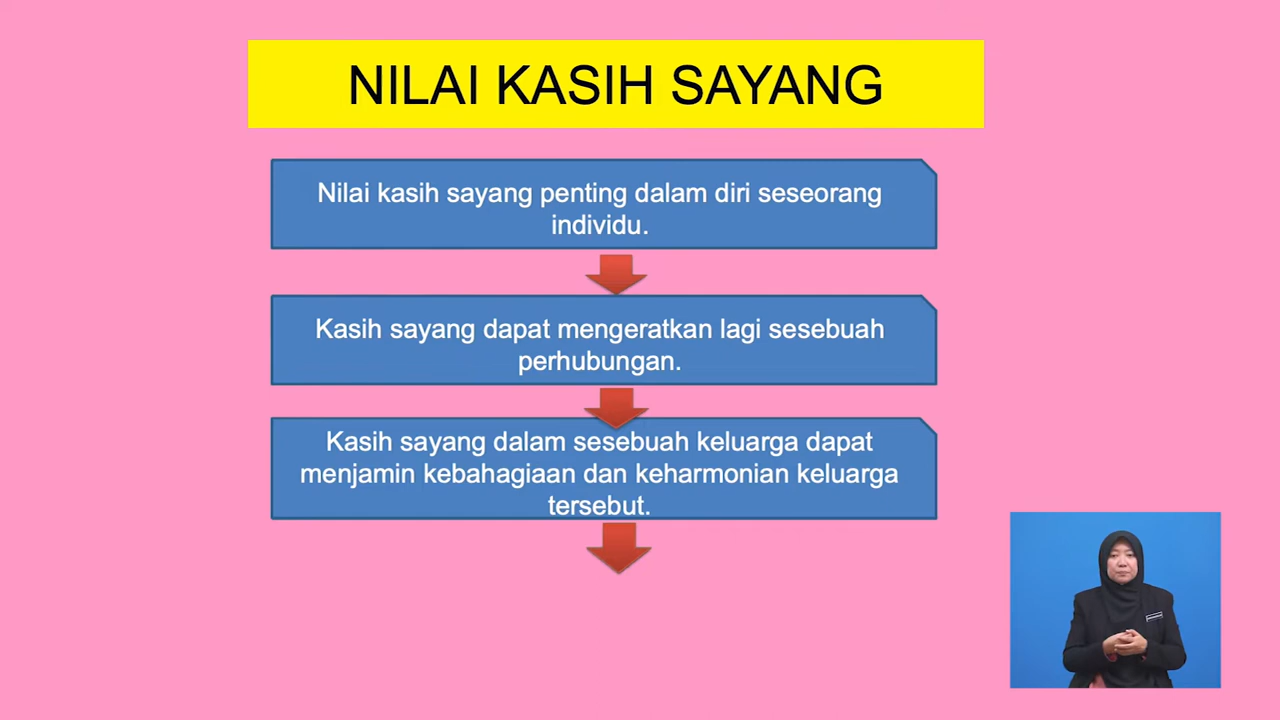 NILAI KASIH SAYANG
Nilai kasih sayang penting dalam diri seseorang
individu.
Kasih sayang dapat mengeratkan lagi sesebuah
perhubungan.
Kasih sayang dalam sesebuah keluarga dapat
menjamin kebahagiaan dan keharmonian keluarga
tersebut.